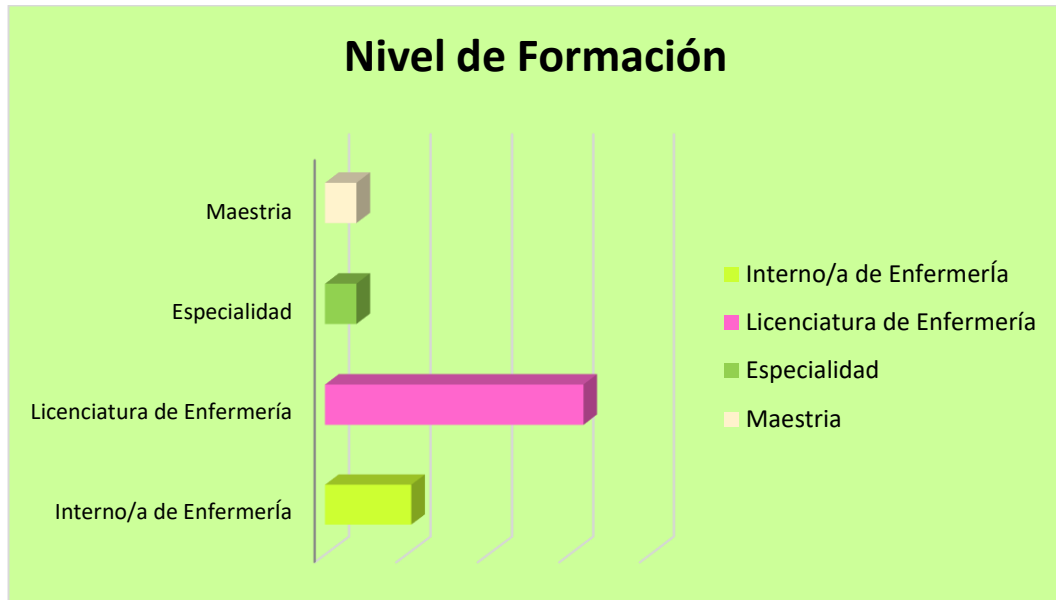 Nivel de Formación
Maestria
Especialidad
Licenciatura de Enfermería
Interno/a de EnfermerÍa
Interno/a de EnfermerÍa
Licenciatura de Enfermería
Especialidad
Maestria